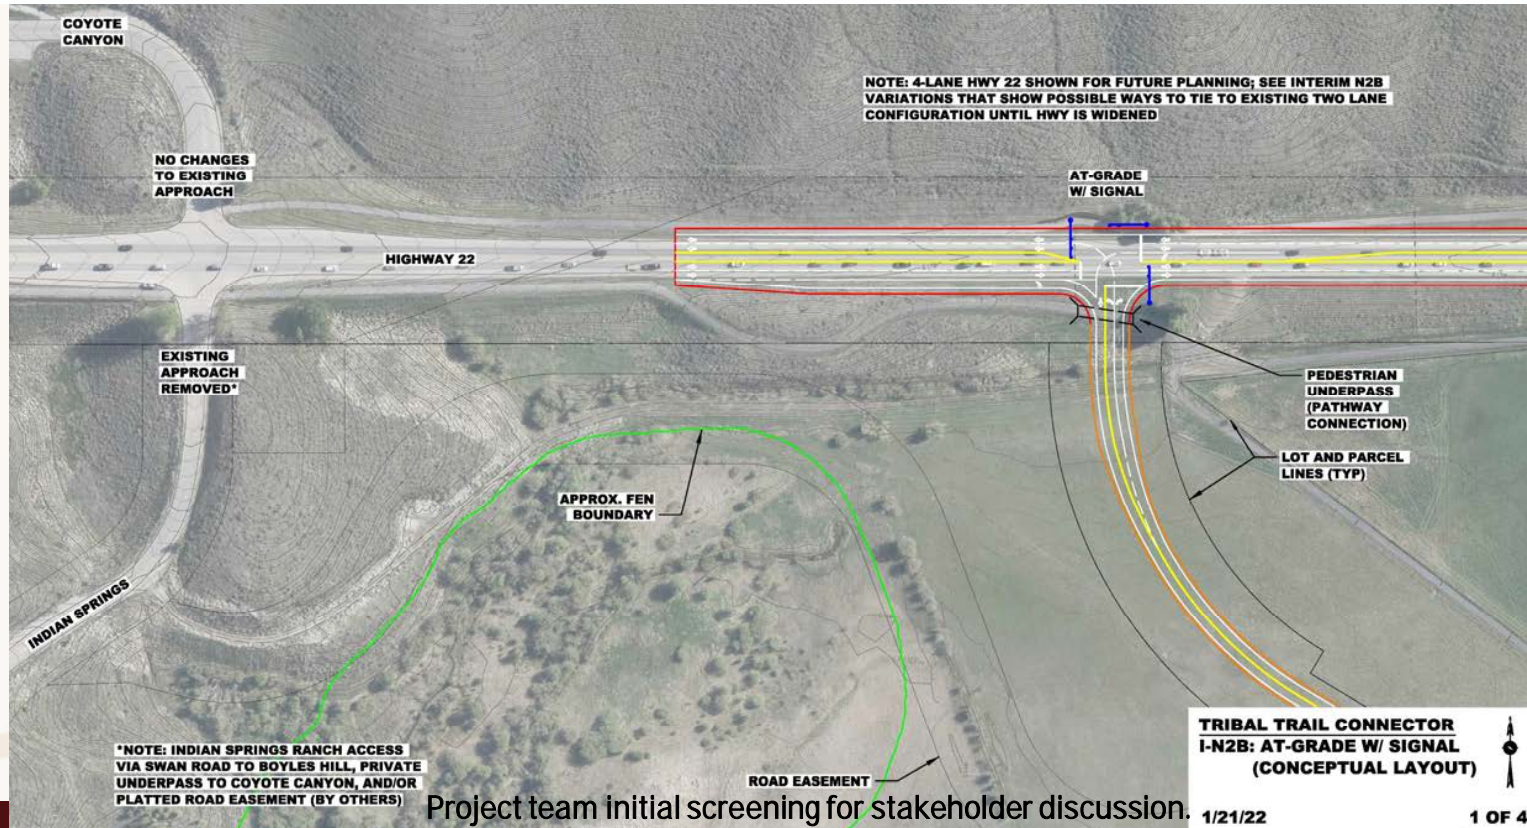 COYOTE
CANYON
NOTE: 4-LANE HWY 22 SHOWN FOR FUTURE PLANNING; SEE INTERIM N2B
VARIATIONS THAT SHOW POSSIBLE WAYS TO TIE TO EXISTING TWO LANE
CONFIGURATION UNTIL HWY IS WIDENED
NO CHANGES
TO EXISTING
APPROACH
AT-GRADE
W/ SIGNAL
HIGHWAY 22
EXISTING
APPROACH
REMOVED*
PEDESTRIAN
UNDERPASS
(PATHWAY
CONNECTION)
LOT AND PARCEL
LINES (TYP)
APPROX. FEN
BOUNDARY
INDIAN SPRINGS
*NOTE: INDIAN SPRINGS RANCH ACCESS
VIA SWAN ROAD TO BOYLES HILL, PRIVATE
UNDERPASS TO COYOTE CANYON, AND/OR
PLATTED ROAD EASEMENT (BY OTHERS)
ROAD EASEMENT
Project team initial screening for stakeholder discussion.
TRIBAL TRAIL CONNECTOR
I-N2B: AT-GRADE W/ SIGNAL
(CONCEPTUAL LAYOUT)
1/21/22
1 OF 4